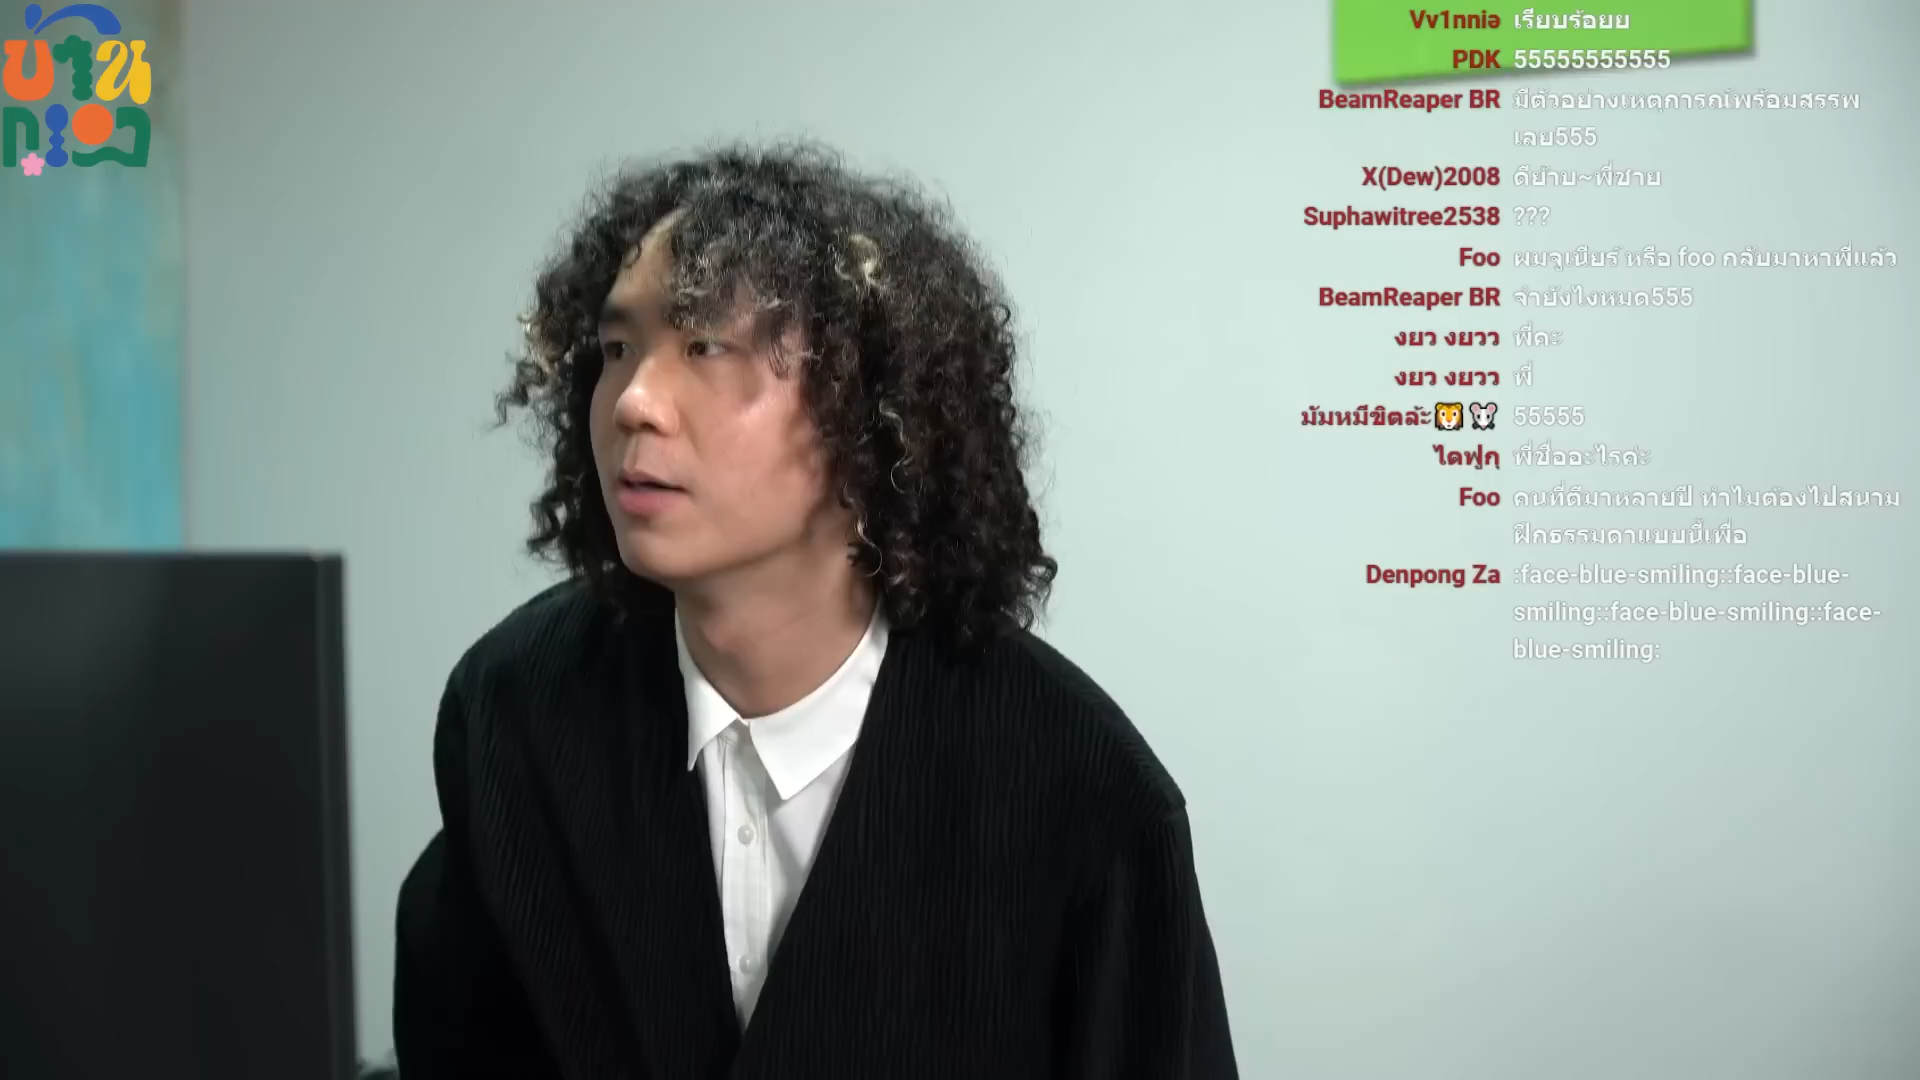 บ้าน
กูเอง
Vv1nniə เรียบร้อยย
PDK 55555555555
BeamReaper BR มีตัวอย่างเหตุการณ์พร้อมสรรพ
เลย555
X(Dew)2008 ดีย้าบ~พี่ชาย
Suphawitree2538 ???
Foo ผมจูเนียร์ หรือ foo กลับมาหาพี่แล้ว
BeamReaper BR จำยังไงหมด555
งยว งยวว พี่คะ
งยว งยวว พี่
มัมหมีขิตล้ะ🦁🐭 55555
ไดฟูกุ พี่ชื่ออะไรค่ะ
Foo คนที่ตีมาหลายปี ทำไมต้องไปสนาม
ฝึกธรรมดาแบบนี้เพื่อ
Denpong Za :face-blue-smiling::face-blue-
smiling::face-blue-smiling::face-
blue-smiling: